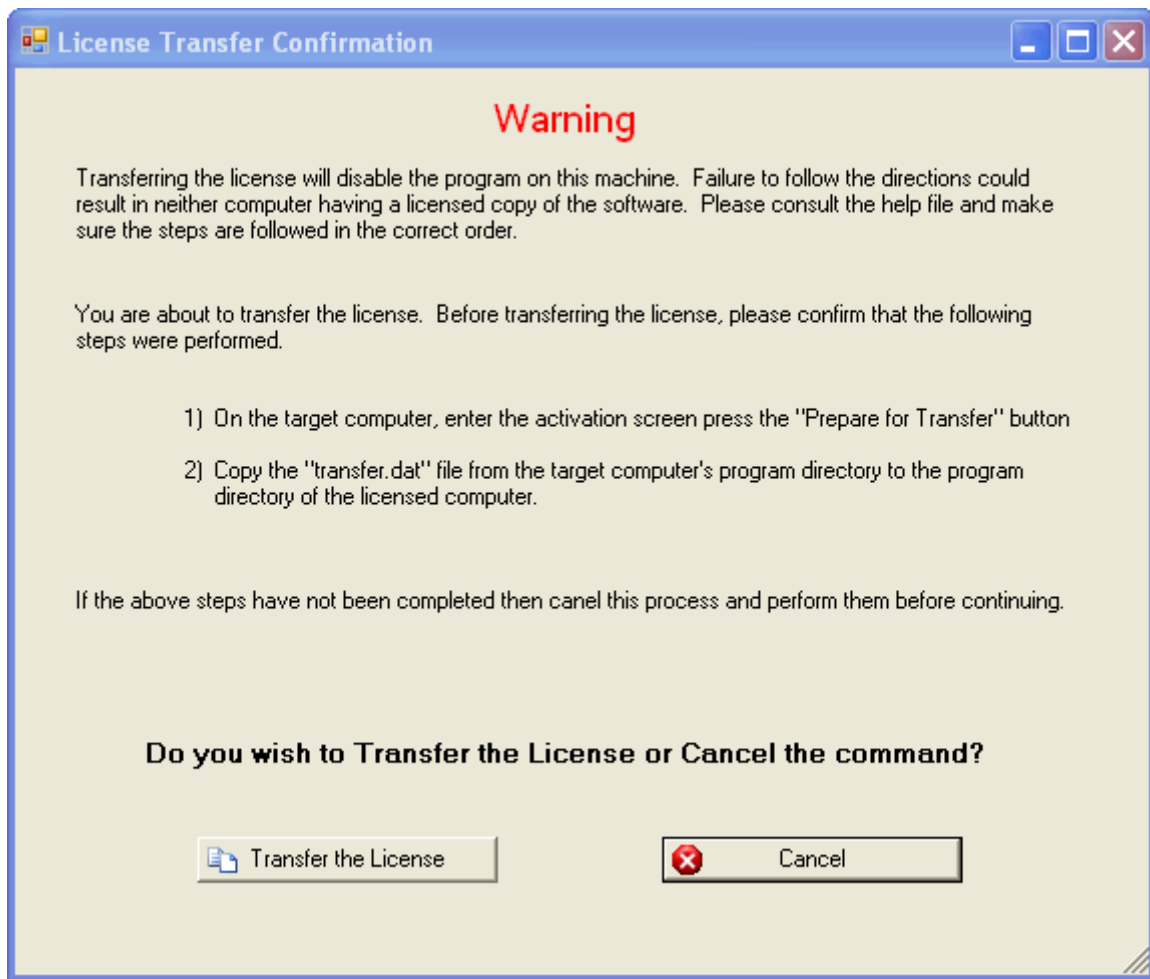 License Transfer Confirmation
Warning
Transferring the license will disable the program on this machine.  Failure to follow the directions could
result in neither computer having a licensed copy of the software.  Please consult the help file and make
sure the steps are followed in the correct order.
You are about to transfer the license.  Before transferring the license, please confirm that the following
steps were performed.
1)  On the target computer, enter the activation screen press the "Prepare for Transfer" button
2)  Copy the "transfer.dat" file from the target computer's program directory to the program
directory of the licensed computer.
If the above steps have not been completed then canel this process and perform them before continuing.
Do you wish to Transfer the License or Cancel the command?
Transfer the License
Cancel